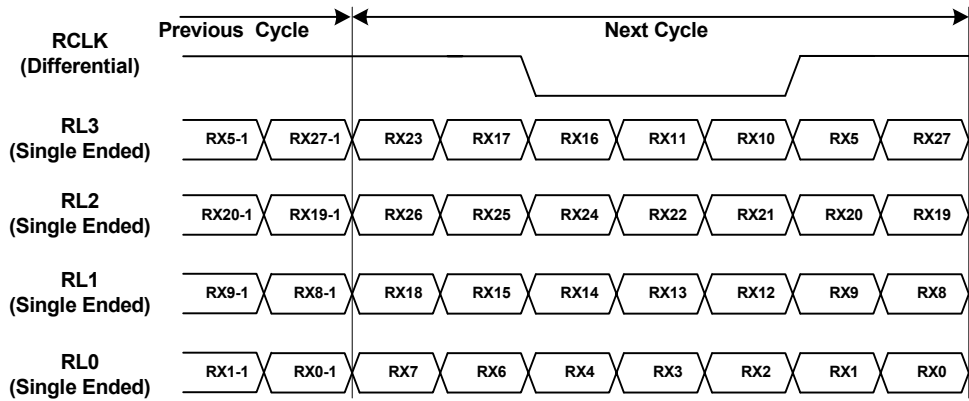 Previous Cycle
Next Cycle
RCLK
(Differential)
RL3
(Single Ended)
RX5-1 RX27-1 RX23 RX17 RX16 RX11 RX10 RX5 RX27
RL2
(Single Ended)
RX20-1 RX19-1 RX26 RX25 RX24 RX22 RX21 RX20 RX19
RL1
(Single Ended)
RX9-1 RX8-1 RX18 RX15 RX14 RX13 RX12 RX9 RX8
RL0
(Single Ended)
RX1-1 RX0-1 RX7 RX6 RX4 RX3 RX2 RX1 RX0